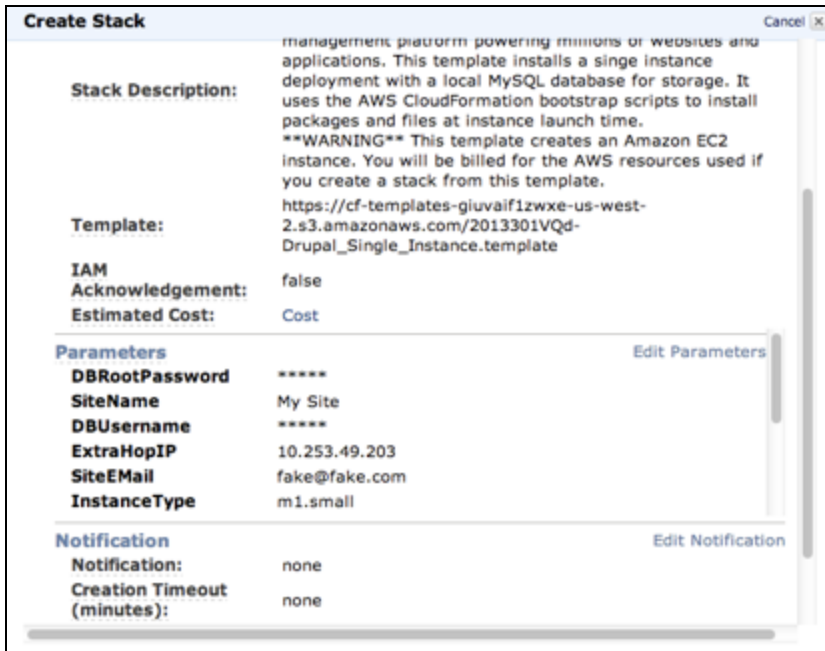 Create Stack
Cancel
management platform powering millions of websites and
applications. This template installs a singe instance
deployment with a local MySQL database for storage. It
uses the AWS CloudFormation bootstrap scripts to install
packages and files at instance launch time.
**WARNING** This template creates an Amazon EC2
instance. You will be billed for the AWS resources used if
you create a stack from this template.
Stack Description:
Template:
https://cf-templates-giuvaif1zwxe-us-west-
2.s3.amazonaws.com/2013301VQd-
Drupal_Single_Instance.template
IAM
Acknowledgement:
false
Estimated Cost: Cost
Parameters
Edit Parameters
DBRootPassword *****
SiteName My Site
DBUsername *****
ExtraHopIP 10.253.49.203
SiteEMail fake@fake.com
InstanceType m1.small
Notification
Edit Notification
Notification: none
Creation Timeout
(minutes):
none